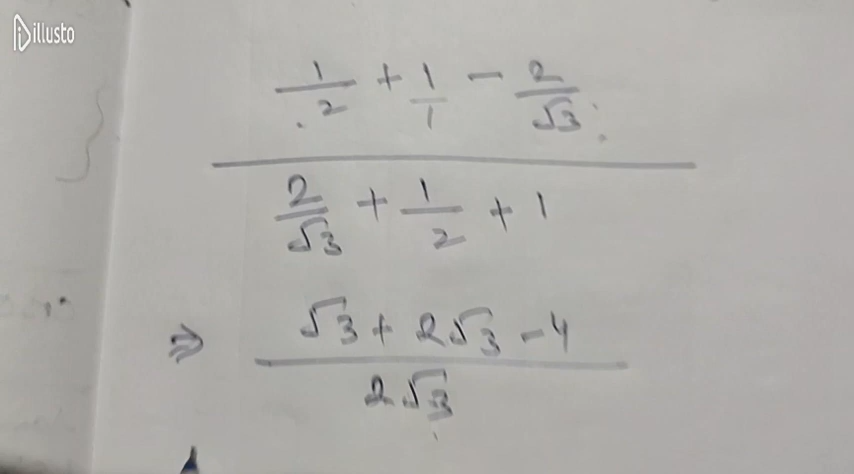 illusto
1/2 + 1/1 - 2/√3
2/√3 + 1/2 + 1
⇒ √3 + 2√3 - 4
2√3